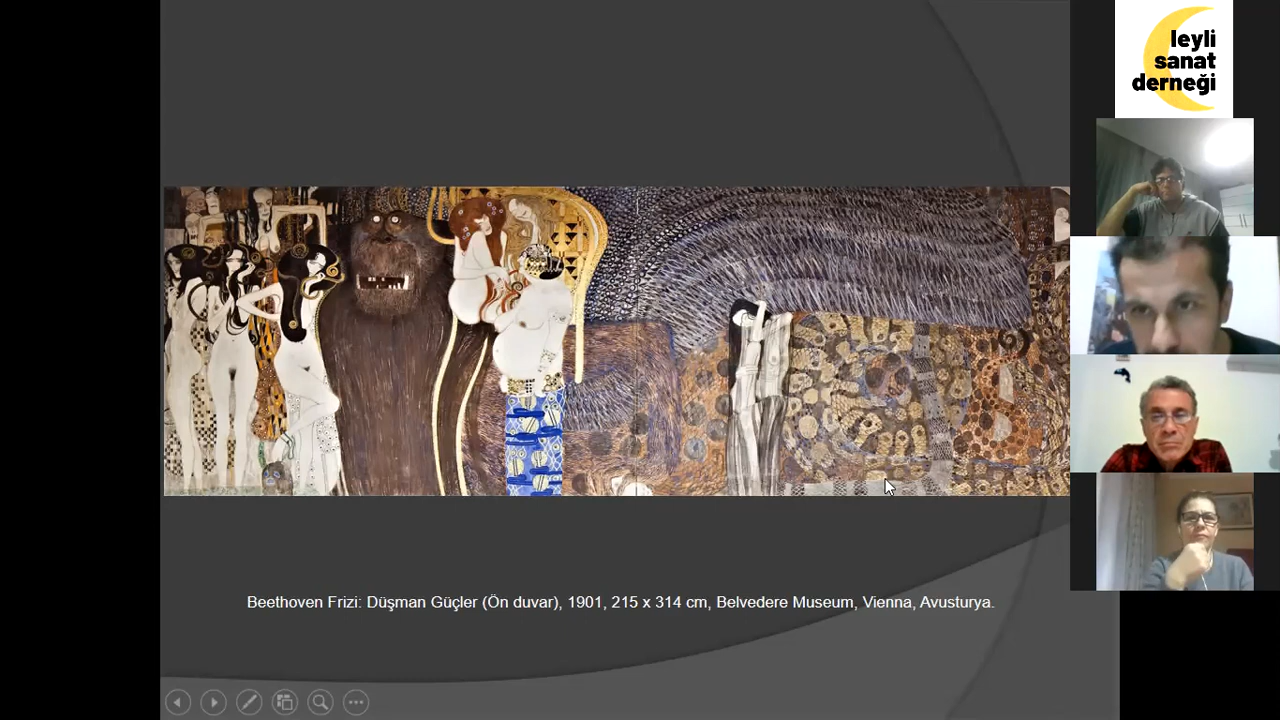 leyli
sanat
derneği
Beethoven Frizi: Düşman Güçler (Ön duvar), 1901, 215 x 314 cm, Belvedere Museum, Vienna, Avusturya.